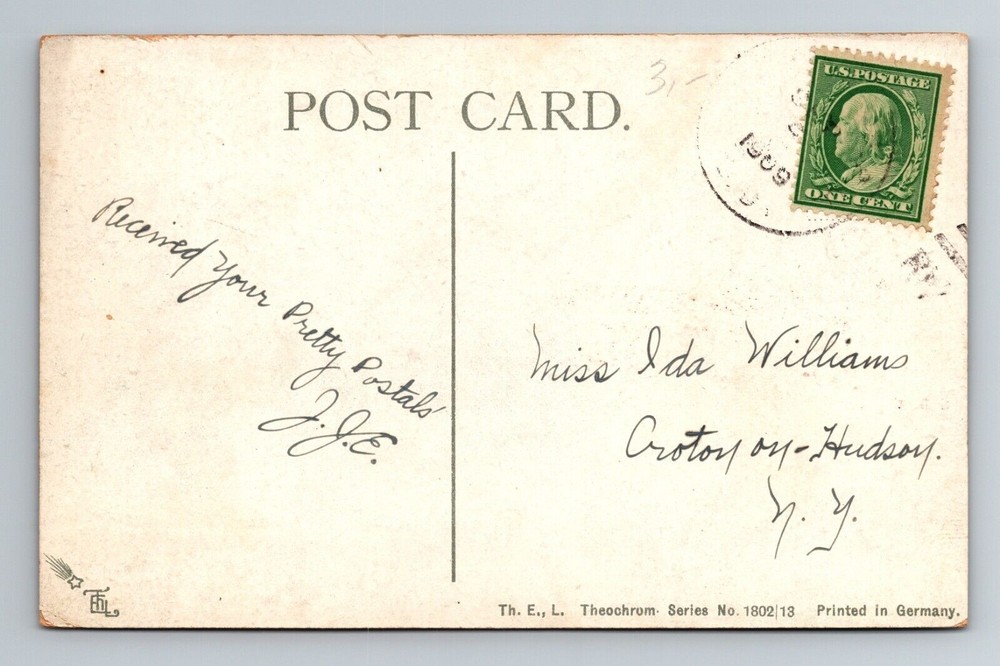 POST CARD.
3,-
U.S. POSTAGE
ONE CENT
1909
Received Your Pretty Postals
J.J.E.
Miss Ida Williams
Croton on-Hudson.
N. Y.
Th. E., L. Theochrom· Series No. 1802|13 Printed in Germany.